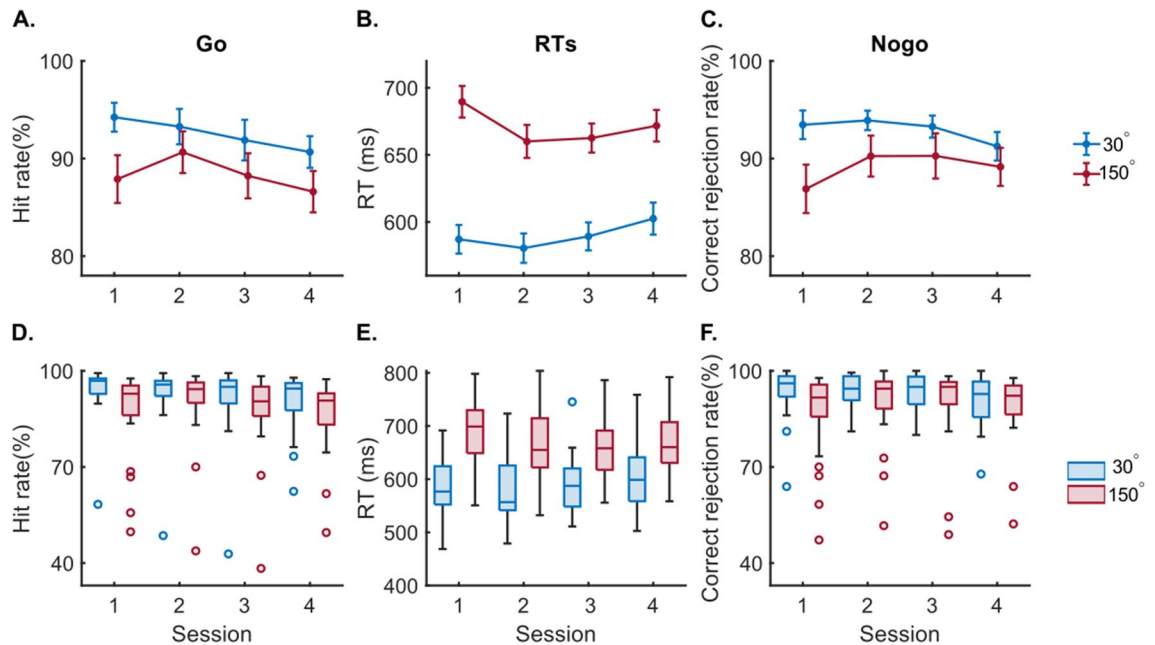 A.
Go
Hit rate(%)
100
90
80
1 2 3 4
B.
RTs
RT (ms)
700
650
600
1 2 3 4
C.
Nogo
Correct rejection rate(%)
100
90
80
1 2 3 4
30°
150°
D.
Hit rate(%)
100
70
40
1 2 3 4
Session
E.
RT (ms)
800
700
600
500
400
1 2 3 4
Session
F.
Correct rejection rate(%)
100
70
40
1 2 3 4
Session
30°
150°